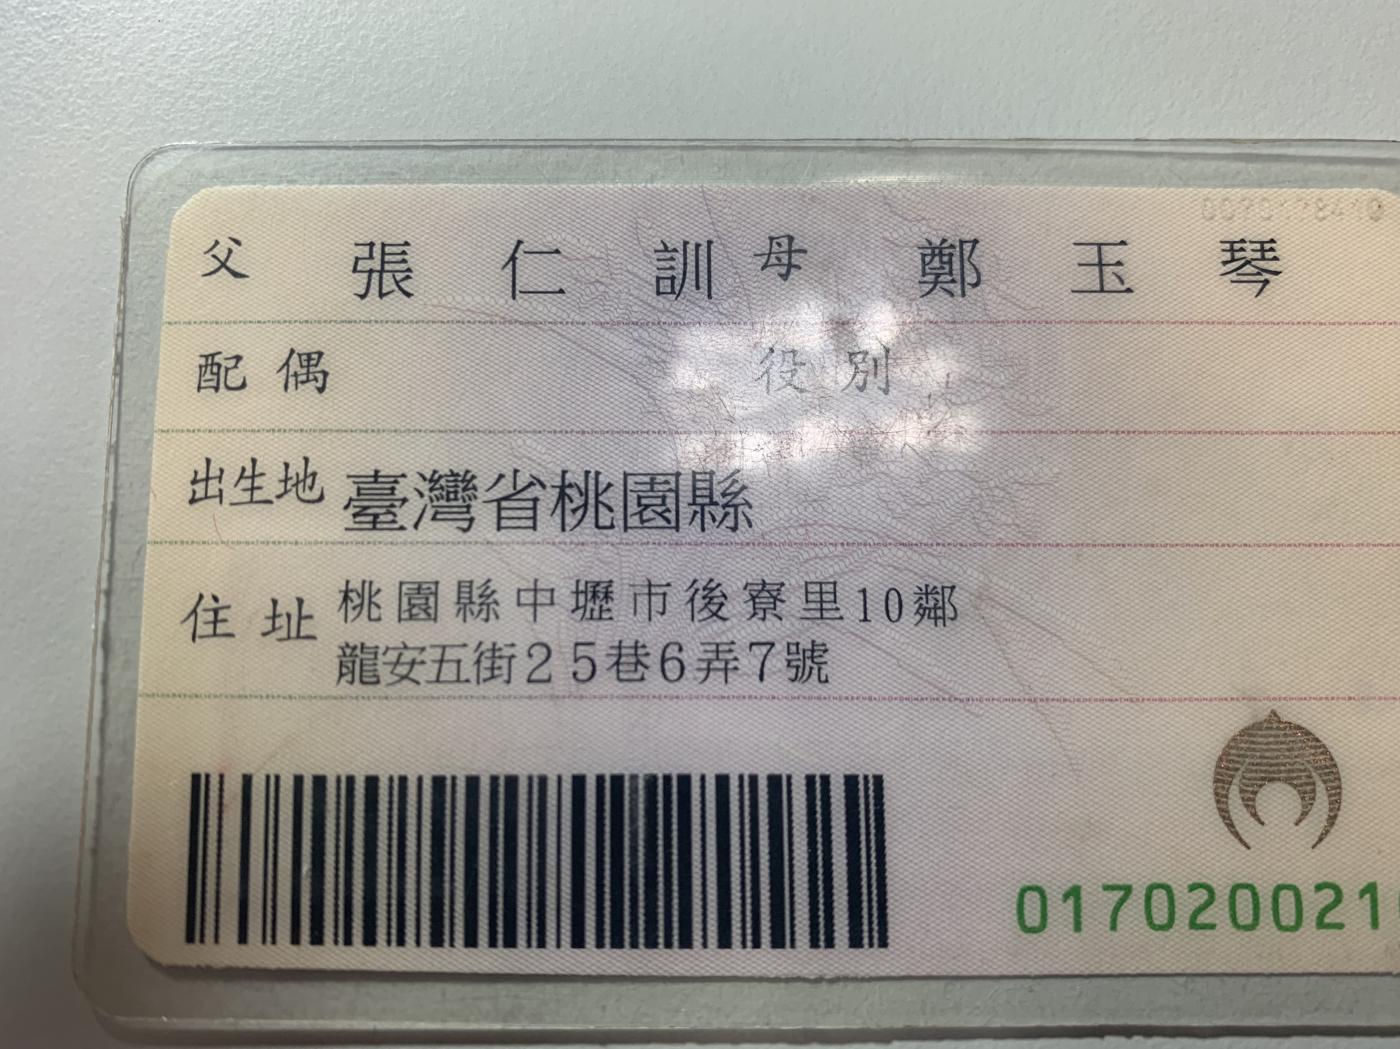 父 張仁訓 母 鄭玉琴
配偶 役別
出生地 臺灣省桃園縣
住址 桃園縣中壢市後寮里10鄰
龍安五街25巷6弄7號
017020021